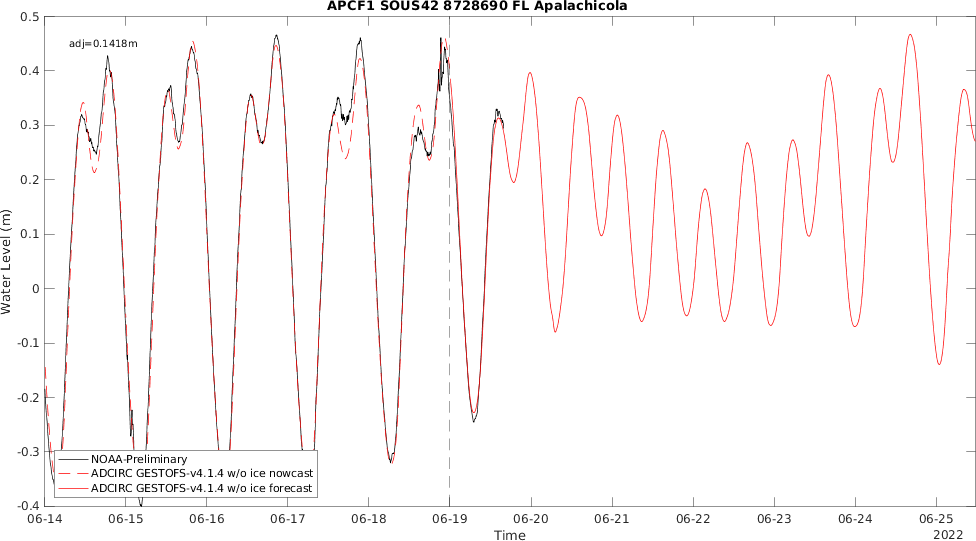 APCF1 SOUS42 8728690 FL Apalachicola
adj=0.1418m
0.5
0.4
0.3
0.2
0.1
0
-0.1
-0.2
-0.3
-0.4
Water Level (m)
NOAA-Preliminary
ADCIRC GESTOFS-v4.1.4 w/o ice nowcast
ADCIRC GESTOFS-v4.1.4 w/o ice forecast
06-14 06-15 06-16 06-17 06-18 06-19 06-20 06-21 06-22 06-23 06-24 06-25
Time
2022